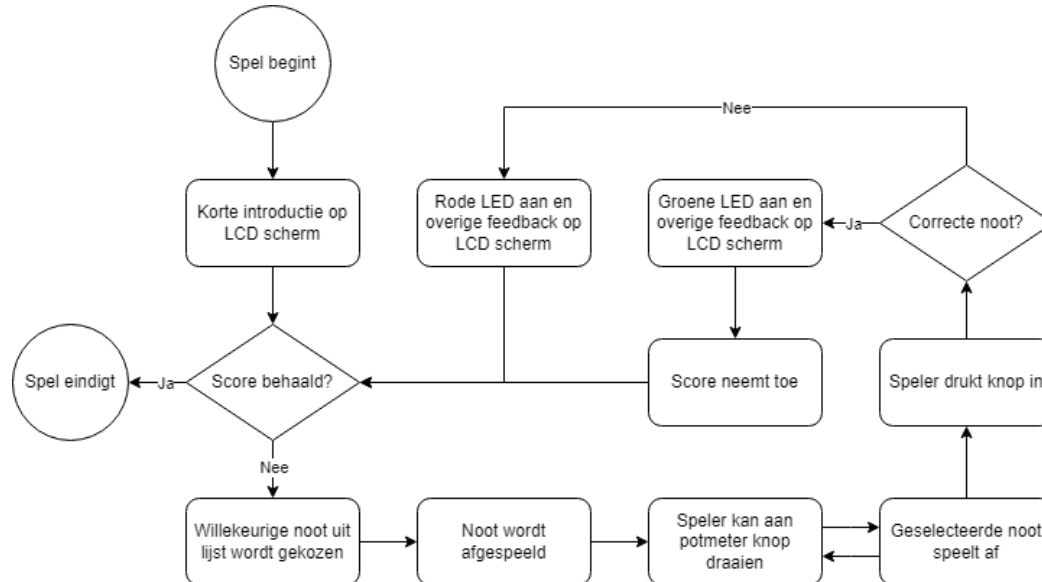 Spel begint
Nee
Korte introductie op
LCD scherm
Rode LED aan en
overige feedback op
LCD scherm
Groene LED aan en
overige feedback op
LCD scherm
Ja
Correcte noot?
Spel eindigt
Ja
Score behaald?
Score neemt toe
Speler drukt knop in
Nee
Willekeurige noot uit
lijst wordt gekozen
Noot wordt
afgespeeld
Speler kan aan
potmeter knop
draaien
Geselecteerde noot
speelt af